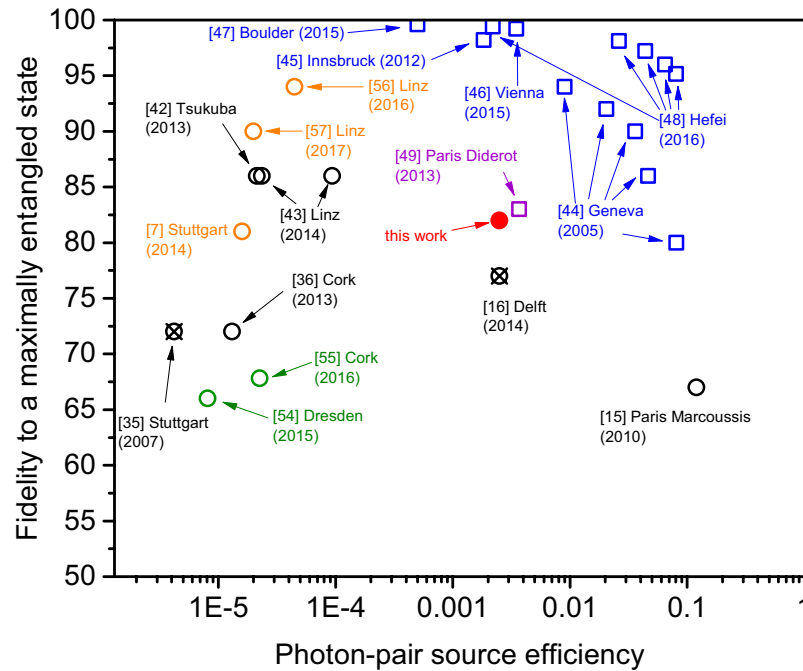 100
95
90
85
80
75
70
65
60
55
50
Fidelity to a maximally entangled state
[47] Boulder (2015)
[45] Innsbruck (2012)
[56] Linz
(2016)
[46] Vienna
(2015)
[42] Tsukuba
(2013)
[57] Linz
(2017)
[48] Hefei
(2016)
[49] Paris Diderot
(2013)
[43] Linz
(2014)
[44] Geneva
(2005)
[7] Stuttgart
(2014)
this work
[36] Cork
(2013)
[16] Delft
(2014)
[55] Cork
(2016)
[35] Stuttgart
(2007)
[54] Dresden
(2015)
[15] Paris Marcoussis
(2010)
1E-5
1E-4
0.001
0.01
0.1
1
Photon-pair source efficiency